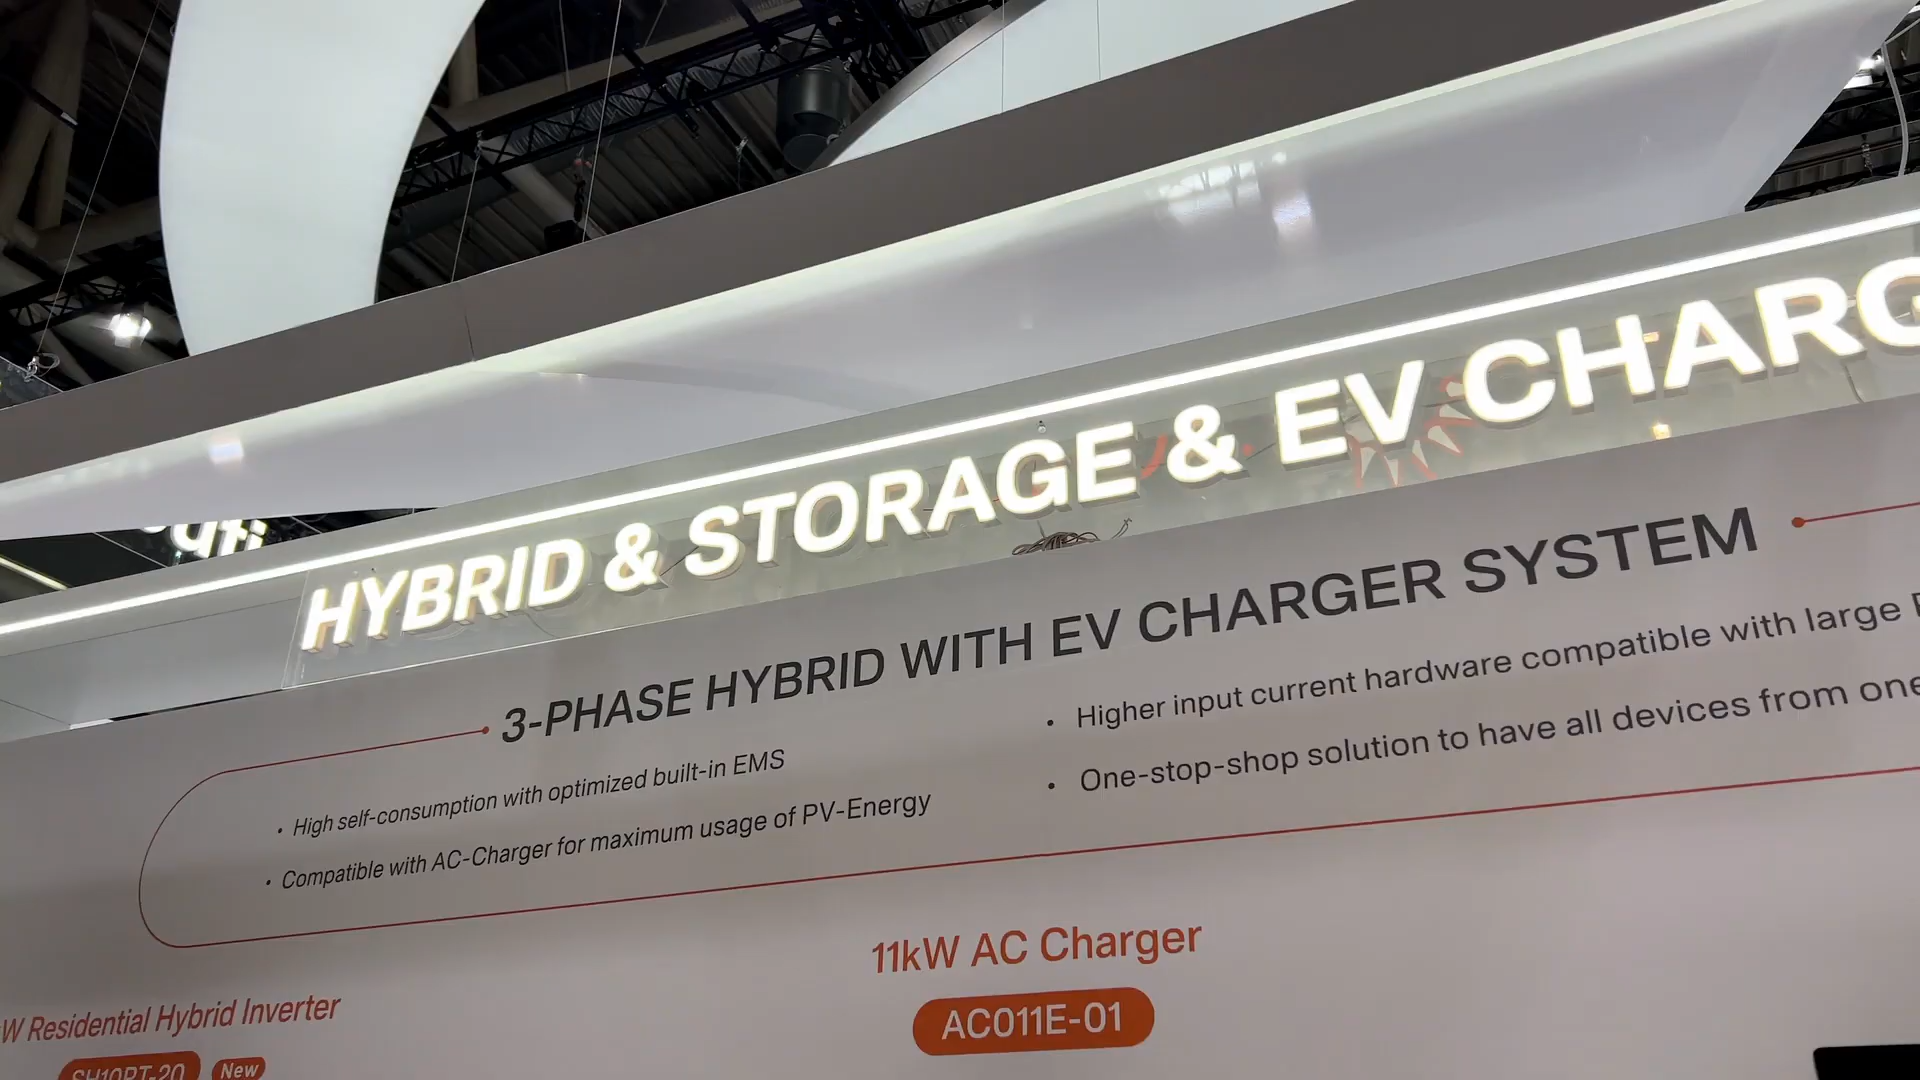 HYBRID & STORAGE & EV CHARG
3-PHASE HYBRID WITH EV CHARGER SYSTEM
• High self-consumption with optimized built-in EMS
• Compatible with AC-Charger for maximum usage of PV-Energy
• Higher input current hardware compatible with large
• One-stop-shop solution to have all devices from one
11kW AC Charger
AC011E-01
W Residential Hybrid Inverter
SH10RT-20
New